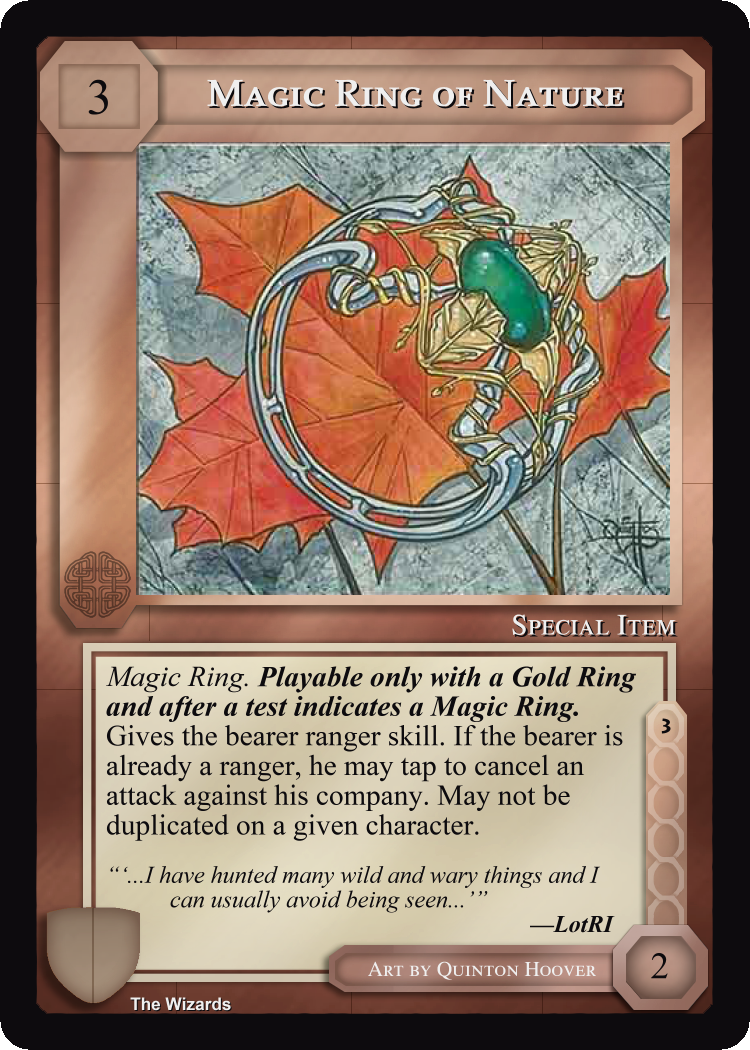 3
Magic Ring of Nature
Special Item
Magic Ring. Playable only with a Gold Ring
and after a test indicates a Magic Ring.
Gives the bearer ranger skill. If the bearer is
already a ranger, he may tap to cancel an
attack against his company. May not be
duplicated on a given character.
3
“‘...I have hunted many wild and wary things and I
can usually avoid being seen...’”
—LotRI
Art by Quinton Hoover
2
The Wizards